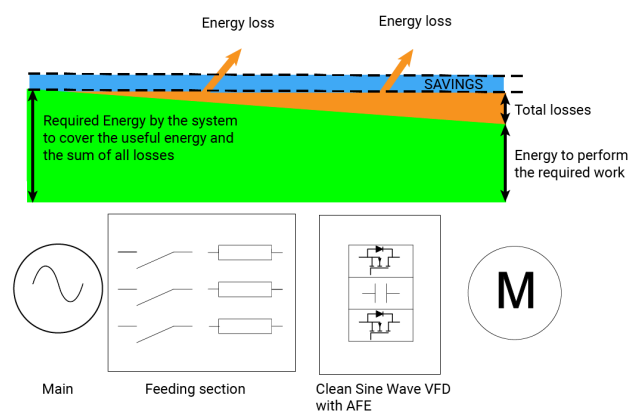 Energy loss
Energy loss
SAVINGS
Required Energy by the system
to cover the useful energy and
the sum of all losses
Total losses
Energy to perform
the required work
M
Main
Feeding section
Clean Sine Wave VFD
with AFE